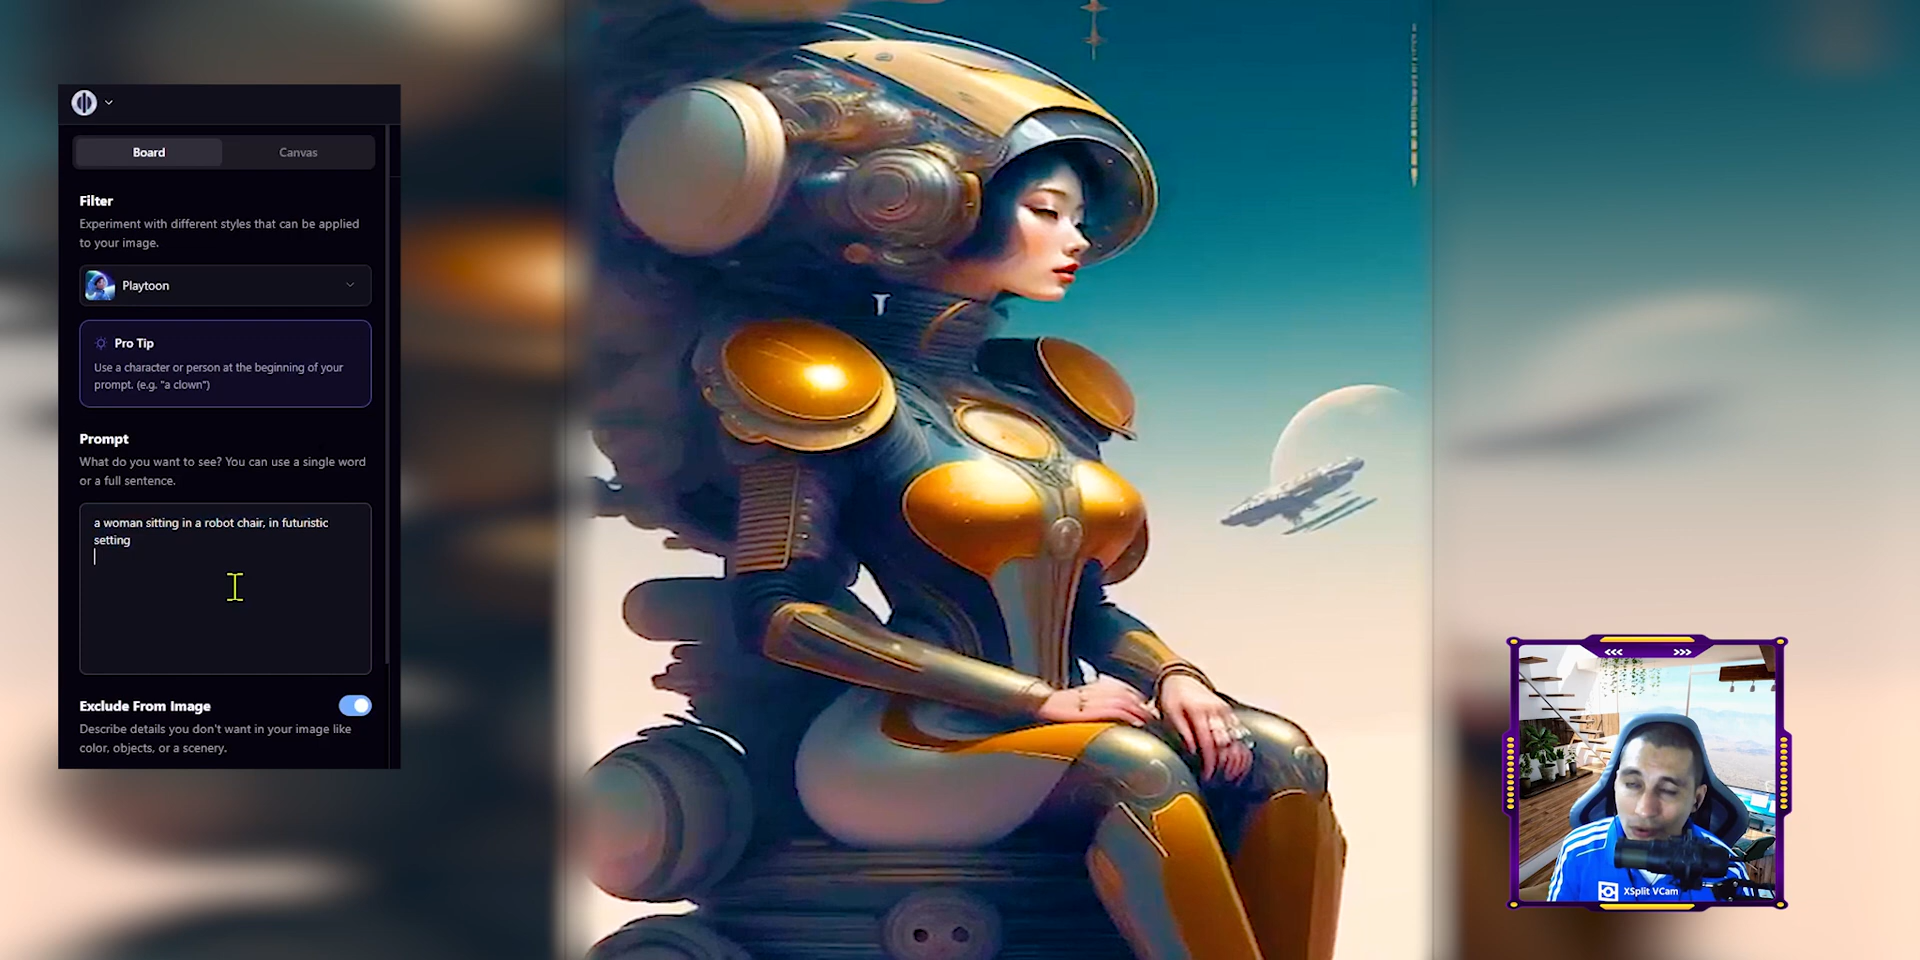 Board
Canvas
Filter
Experiment with different styles that can be applied
to your image.
Playtoon
Pro Tip
Use a character or person at the beginning of your
prompt. (e.g. "a clown")
Prompt
What do you want to see? You can use a single word
or a full sentence.
a woman sitting in a robot chair, in futuristic
setting
Exclude From Image
Describe details you don't want in your image like
color, objects, or a scenery.
XSplit VCam